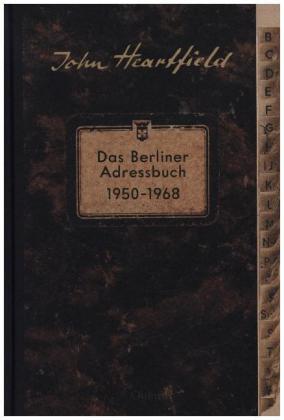 John Heartfield
Das Berliner
Adressbuch
1950-1968
B
C
D
E
F
G